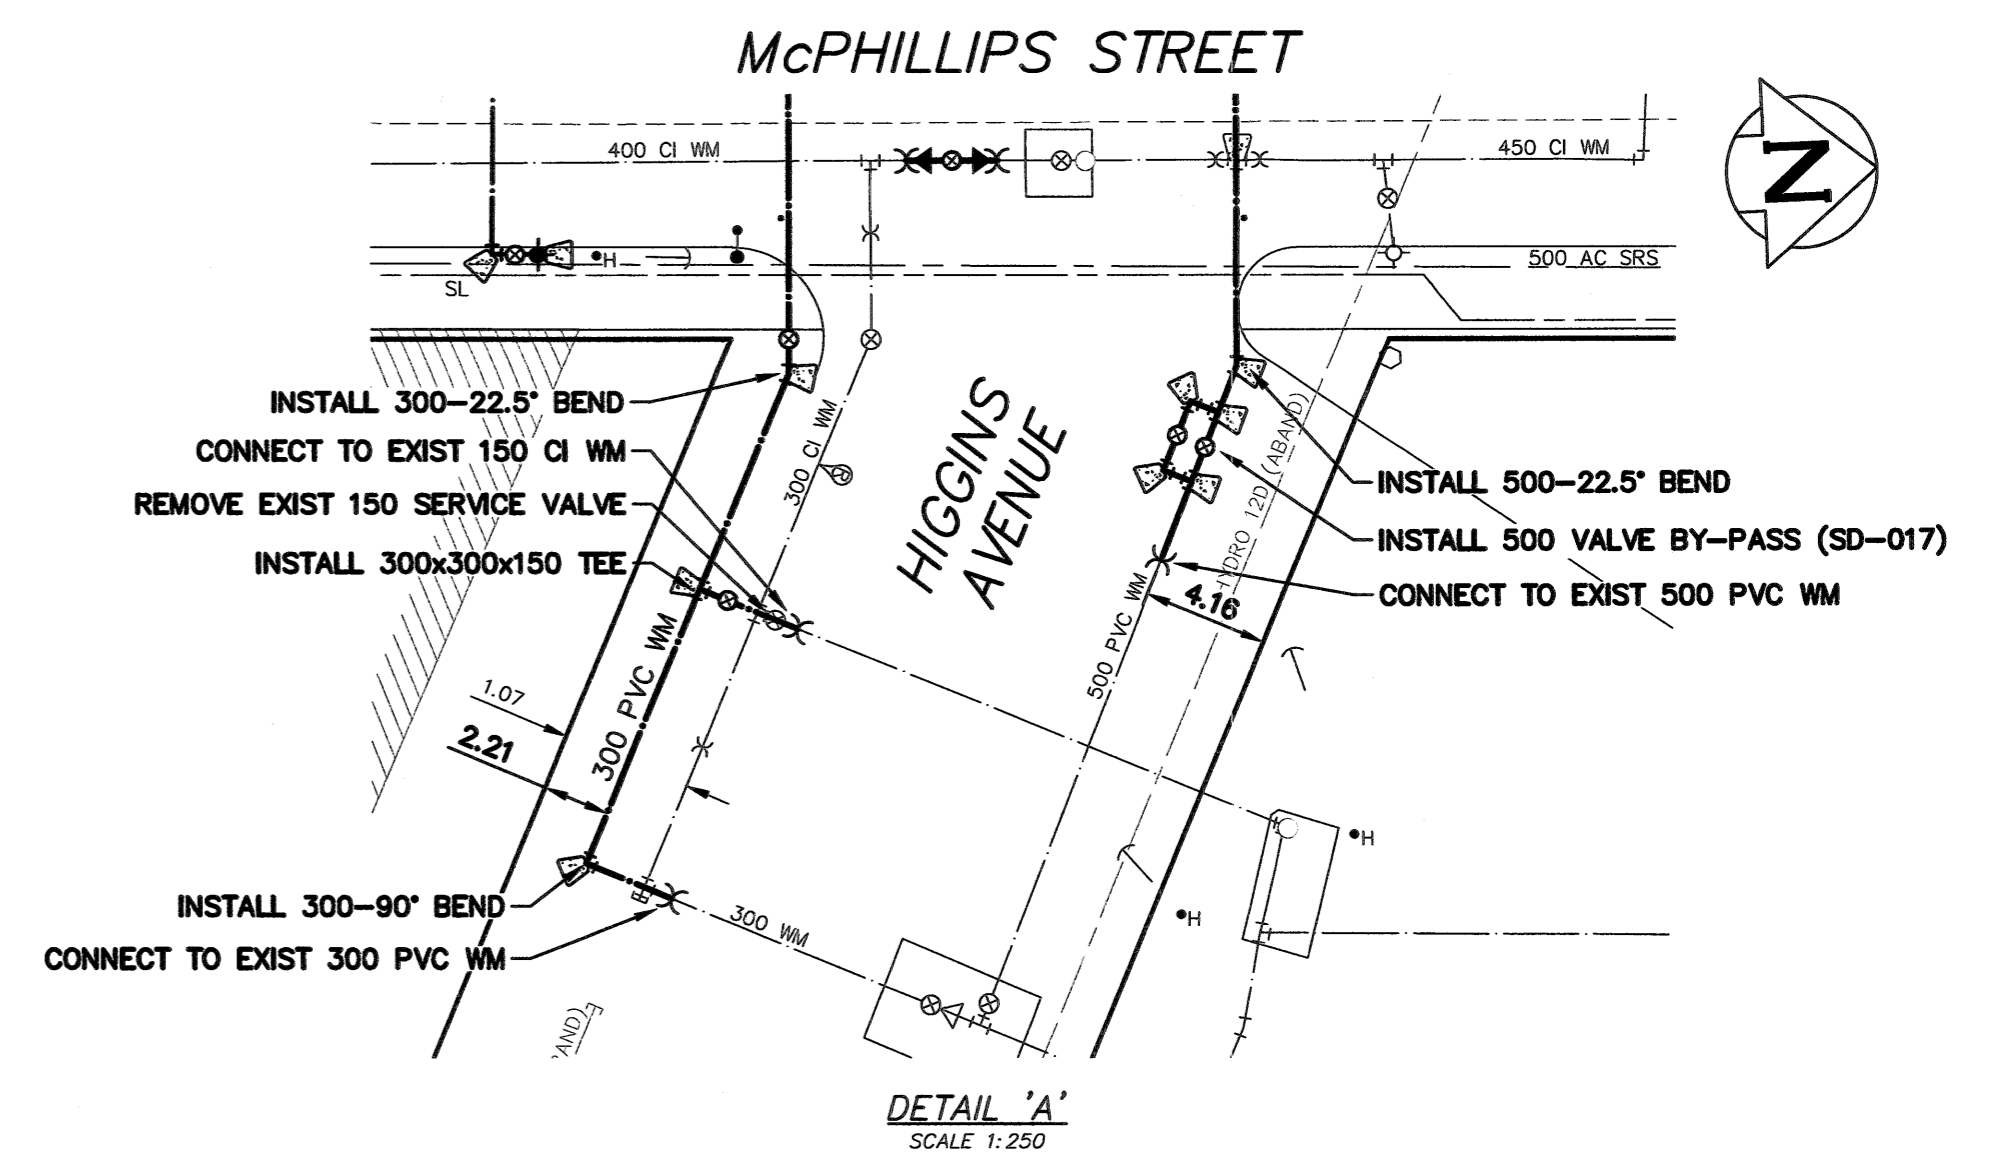 McPHILLIPS STREET
400 CI WM
450 CI WM
N
H
500 AC SRS
SL
INSTALL 300-22.5° BEND
CONNECT TO EXIST 150 CI WM
REMOVE EXIST 150 SERVICE VALVE
INSTALL 300x300x150 TEE
300 CI WM
HIGGINS
AVENUE
HYDRO 12D (ABAND)
INSTALL 500-22.5° BEND
INSTALL 500 VALVE BY-PASS (SD-017)
CONNECT TO EXIST 500 PVC WM
4.16
500 PVC WM
300 PVC WM
1.07
2.21
H
H
INSTALL 300-90° BEND
CONNECT TO EXIST 300 PVC WM
300 WM
DETAIL 'A'
SCALE 1:250